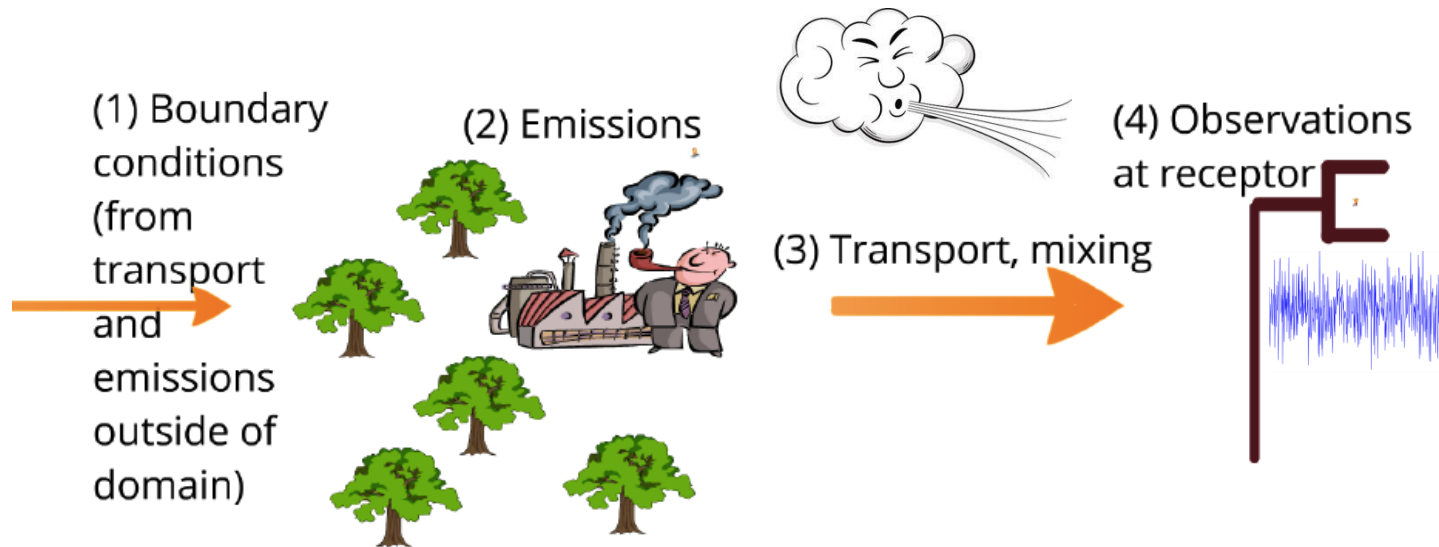 (1) Boundary
conditions
(from
transport
and
emissions
outside of
domain)
(2) Emissions
(3) Transport, mixing
(4) Observations
at receptor